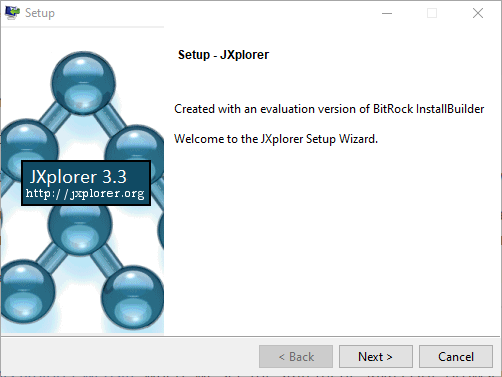 Setup
Setup - JXplorer
Created with an evaluation version of BitRock InstallBuilder
Welcome to the JXplorer Setup Wizard.
JXplorer 3.3
http://jxplorer.org
< Back
Next >
Cancel